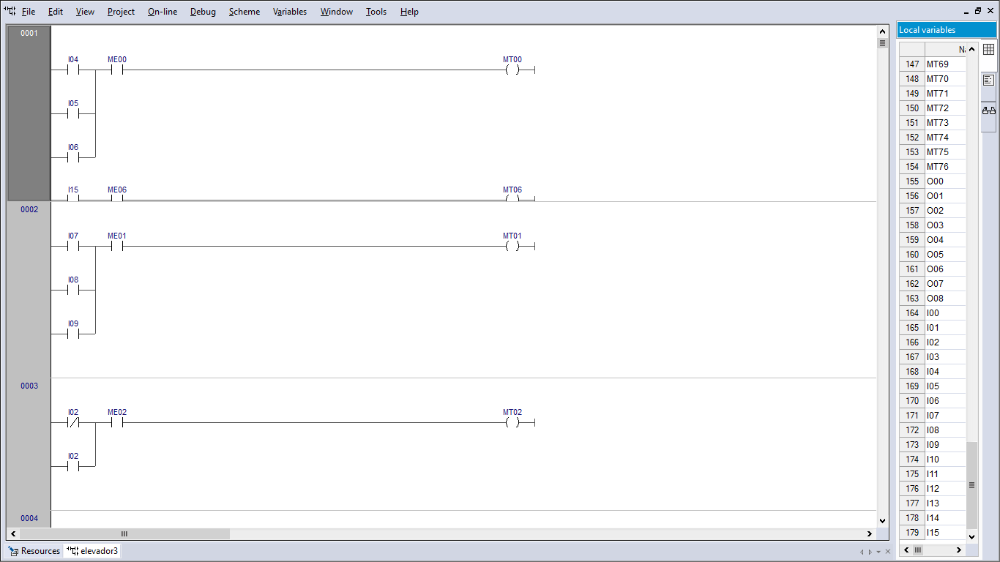 File Edit View Project On-line Debug Scheme Variables Window Tools Help
0001
I04 ME00 MT00
I05
I06
I15 ME06 MT06
0002
I07 ME01 MT01
I08
I09
0003
I02 ME02 MT02
I02
0004
Resources elevador3
Local variables
Na
147 MT69
148 MT70
149 MT71
150 MT72
151 MT73
152 MT74
153 MT75
154 MT76
155 O00
156 O01
157 O02
158 O03
159 O04
160 O05
161 O06
162 O07
163 O08
164 I00
165 I01
166 I02
167 I03
168 I04
169 I05
170 I06
171 I07
172 I08
173 I09
174 I10
175 I11
176 I12
177 I13
178 I14
179 I15